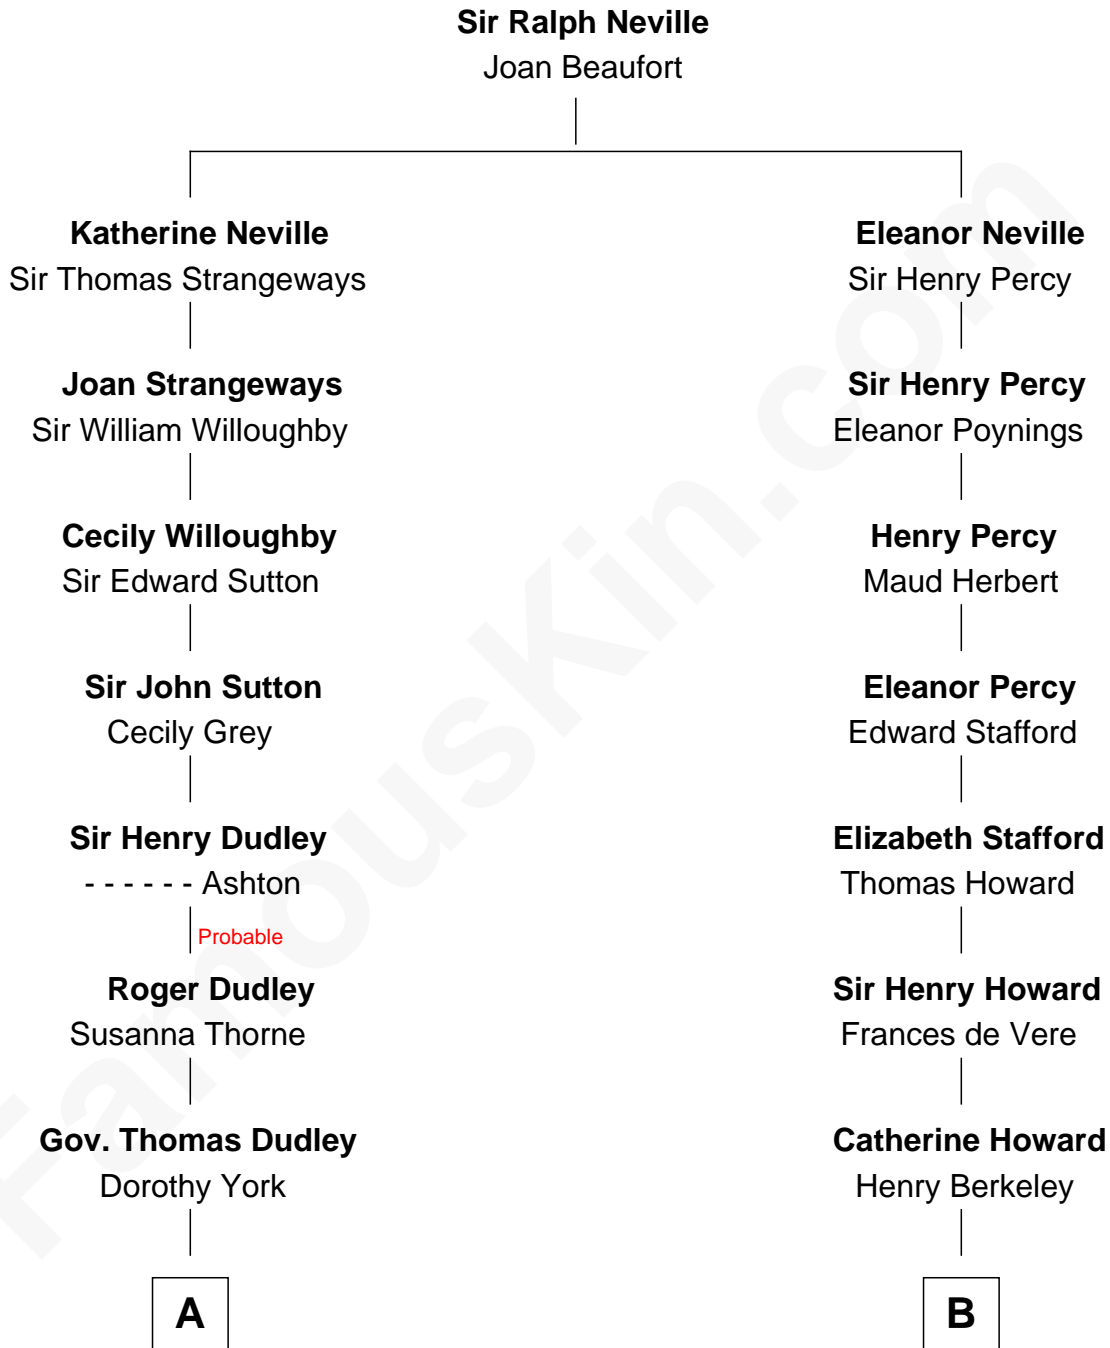 Sir Ralph Neville
Joan Beaufort
Katherine Neville
Sir Thomas Strangeways
Eleanor Neville
Sir Henry Percy
Joan Strangeways
Sir William Willoughby
Sir Henry Percy
Eleanor Poynings
Cecily Willoughby
Sir Edward Sutton
Henry Percy
Maud Herbert
Sir John Sutton
Cecily Grey
Eleanor Percy
Edward Stafford
Sir Henry Dudley
- - - - - - Ashton
Probable
Elizabeth Stafford
Thomas Howard
Roger Dudley
Susanna Thorne
Sir Henry Howard
Frances de Vere
Gov. Thomas Dudley
Dorothy York
Catherine Howard
Henry Berkeley
A
B
FamousKin.com